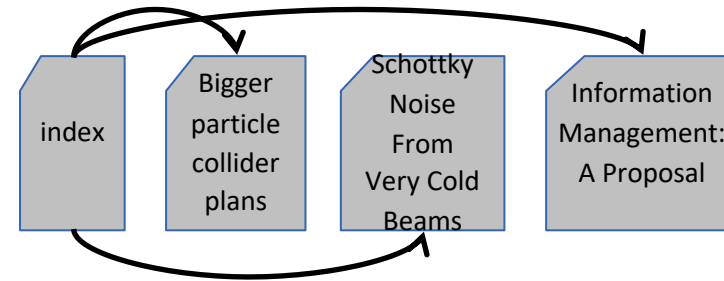 index
Bigger
particle
collider
plans
Schottky
Noise
From
Very Cold
Beams
Information
Management:
A Proposal